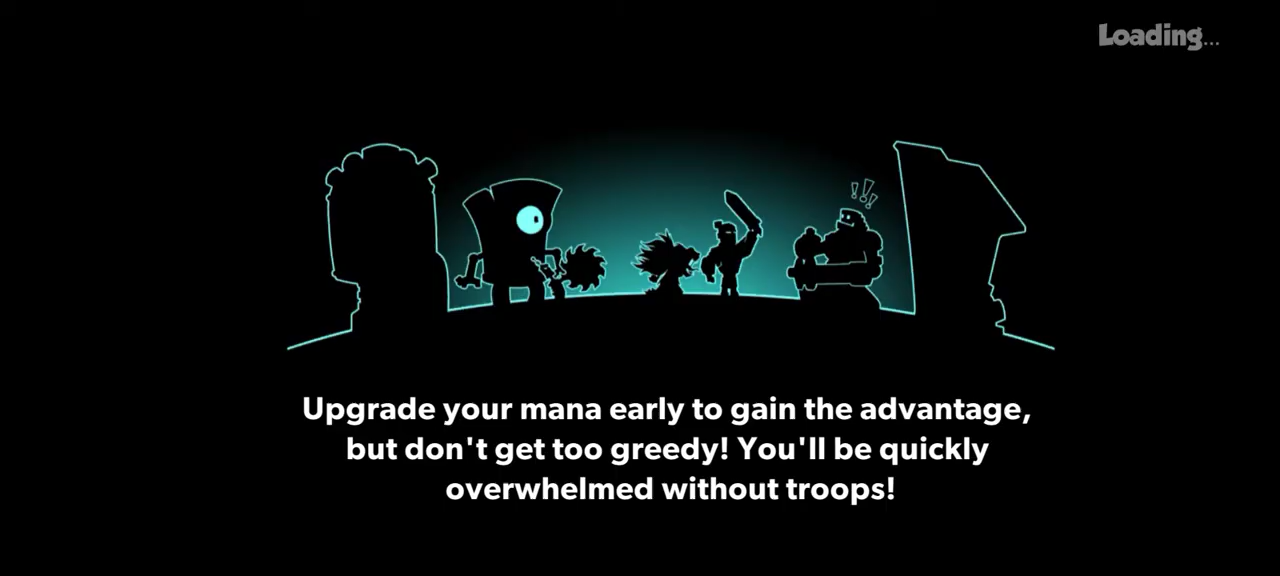 Loading...
!!!
Upgrade your mana early to gain the advantage,
but don't get too greedy! You'll be quickly
overwhelmed without troops!